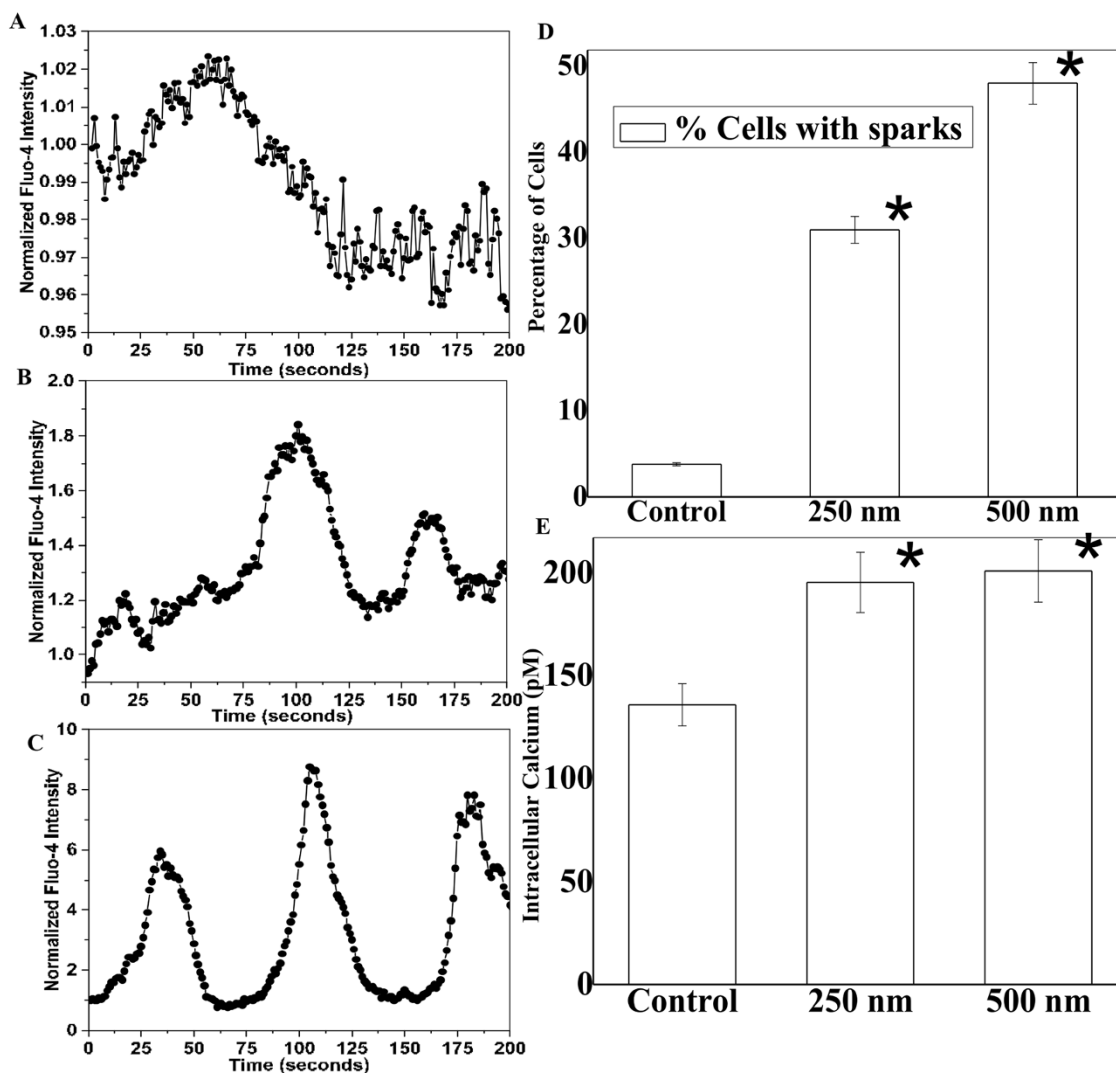 A
Normalized Fluo-4 Intensity
1.03
1.02
1.01
1.00
0.99
0.98
0.97
0.96
0.95
0 25 50 75 100 125 150 175 200
Time (seconds)
B
Normalized Fluo-4 Intensity
2.0
1.8
1.6
1.4
1.2
1.0
0 25 50 75 100 125 150 175 200
Time (seconds)
C
Normalized Fluo-4 Intensity
10
8
6
4
2
0
0 25 50 75 100 125 150 175 200
Time (seconds)
D
Percentage of Cells
50
40
30
20
10
0
% Cells with sparks
* *
Control 250 nm 500 nm
E
Intracellular Calcium (pM)
200
150
100
50
0
* *
Control 250 nm 500 nm